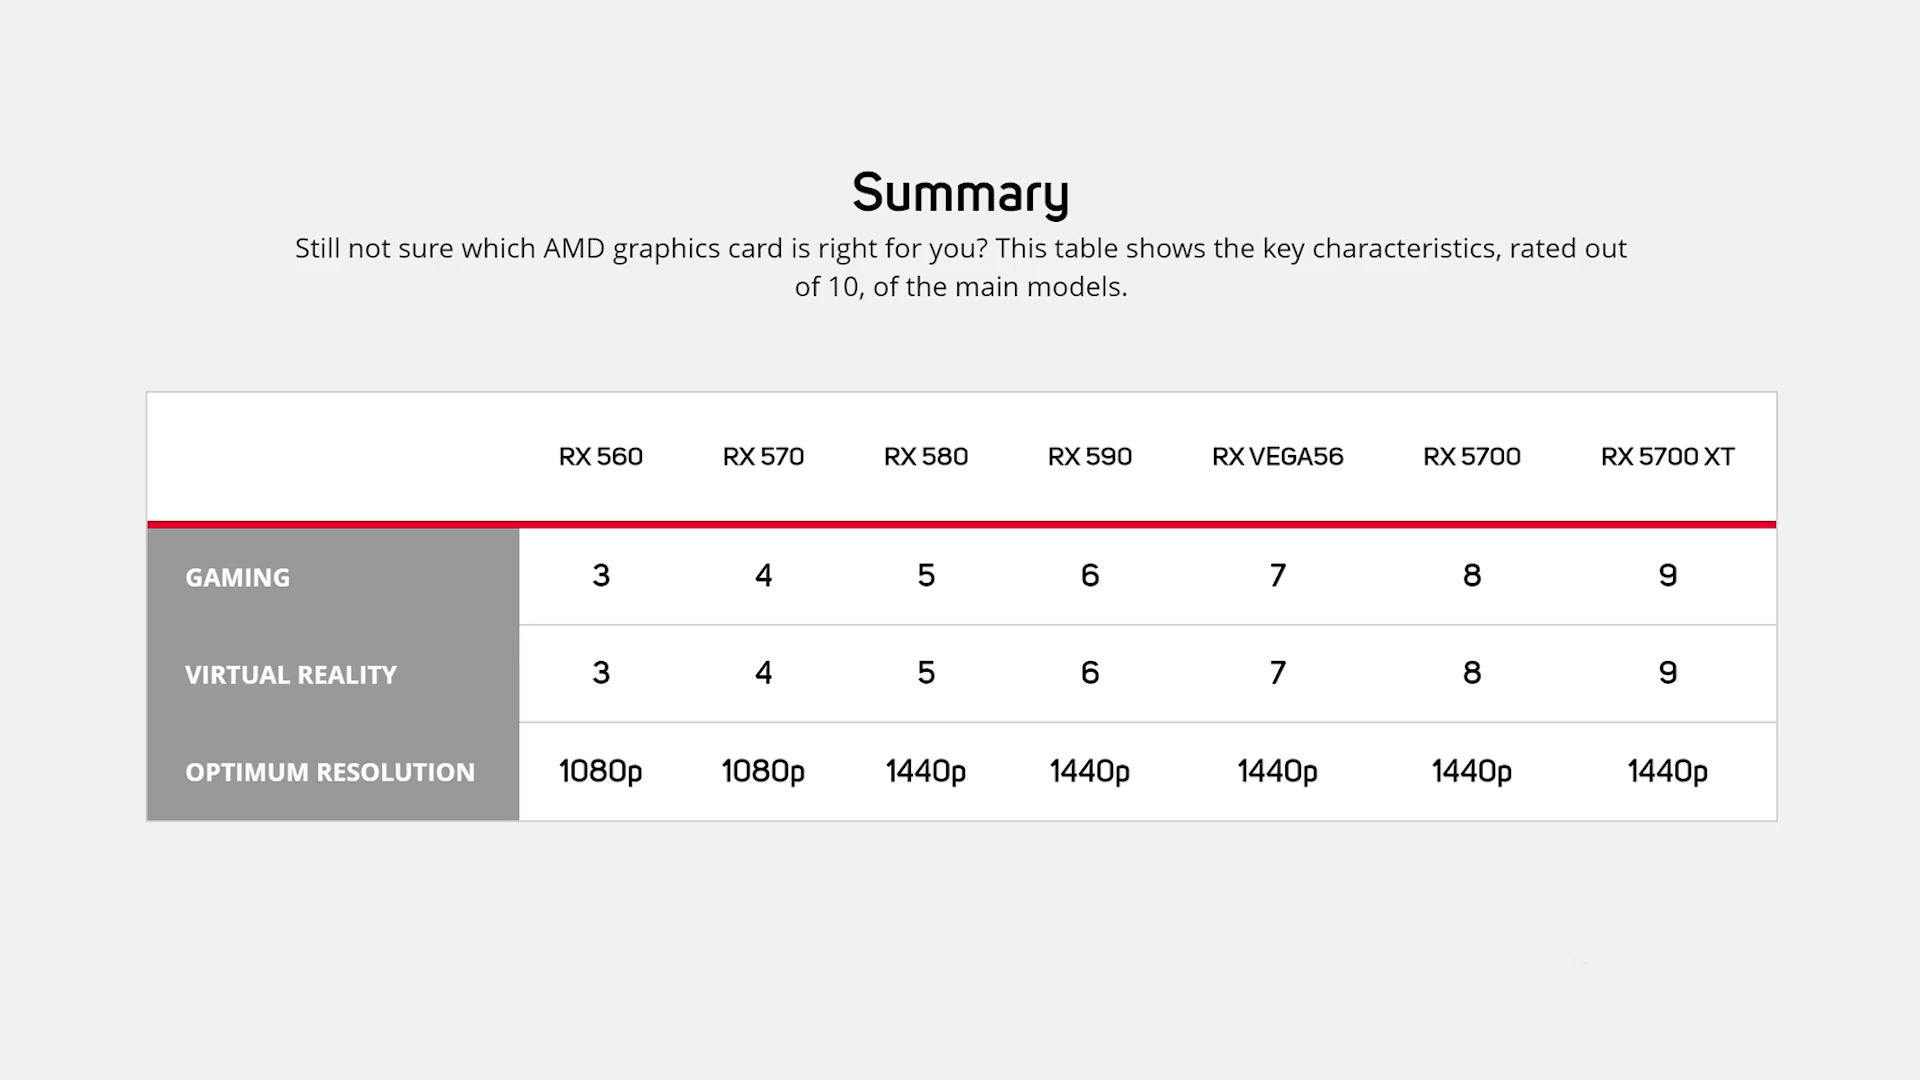 Summary
Still not sure which AMD graphics card is right for you? This table shows the key characteristics, rated out
of 10, of the main models.
RX 560 RX 570 RX 580 RX 590 RX VEGA56 RX 5700 RX 5700 XT
GAMING 3 4 5 6 7 8 9
VIRTUAL REALITY 3 4 5 6 7 8 9
OPTIMUM RESOLUTION 1080p 1080p 1440p 1440p 1440p 1440p 1440p